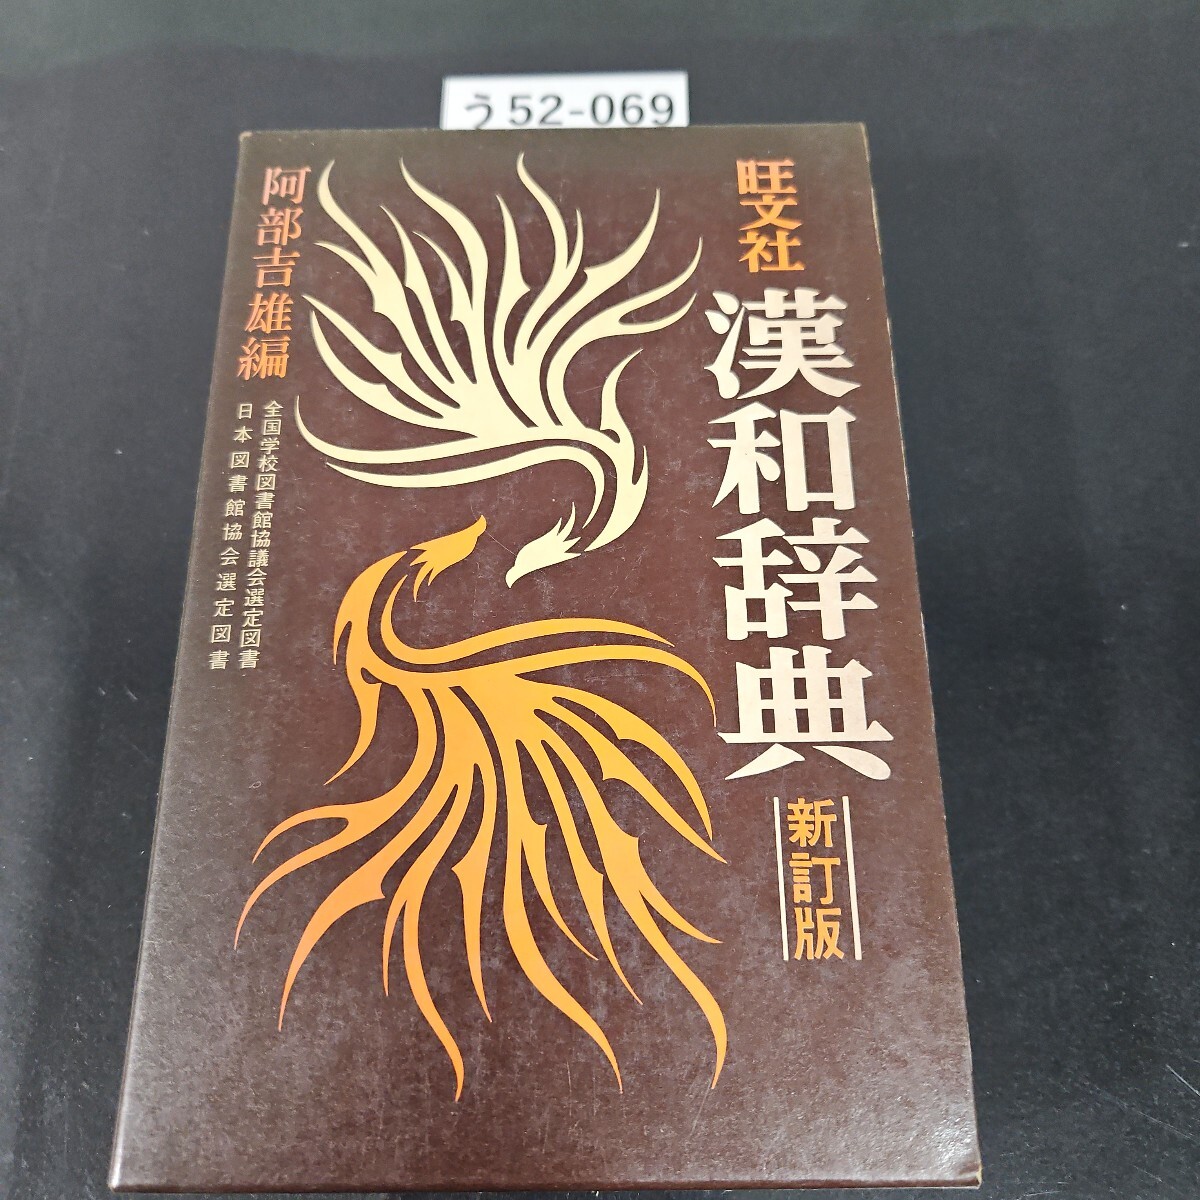 う52-069
旺文社
漢和辞典
新訂版
阿部吉雄編
全国学校図書館協議会選定図書
日本図書館協会選定図書